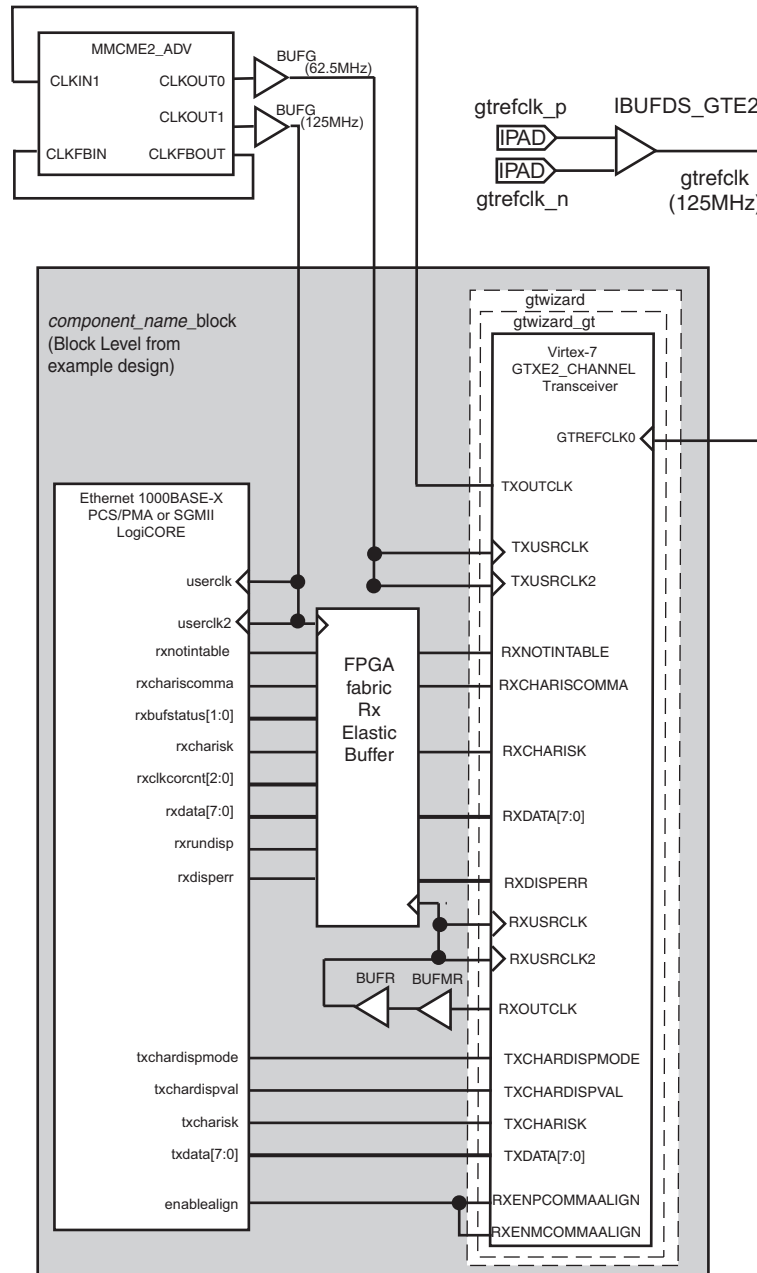 MMCME2_ADV
CLKIN1
CLKOUT0
CLKOUT1
CLKFBIN
CLKFBOUT
BUFG
(62.5MHz)
BUFG
(125MHz)
gtrefclk_p
IBUFDS_GTE2
IPAD
IPAD
gtrefclk_n
gtrefclk
(125MHz)
component_name_block
(Block Level from
example design)
gtwizard
gtwizard_gt
Virtex-7
GTXE2_CHANNEL
Transceiver
GTREFCLK0
TXOUTCLK
TXUSRCLK
TXUSRCLK2
RXNOTINTABLE
RXCHARISCOMMA
RXCHARISK
RXDATA[7:0]
RXDISPERR
RXUSRCLK
RXUSRCLK2
RXOUTCLK
TXCHARDISPMODE
TXCHARDISPVAL
TXCHARISK
TXDATA[7:0]
RXENPCOMMAALIGN
RXENMCOMMAALIGN
Ethernet 1000BASE-X
PCS/PMA or SGMII
LogiCORE
userclk
userclk2
rxnotintable
rxchariscomma
rxbufstatus[1:0]
rxcharisk
rxclkcorcnt[2:0]
rxdata[7:0]
rxrundisp
rxdisperr
txchardispmode
txchardispval
txcharisk
txdata[7:0]
enablealign
FPGA
fabric
Rx
Elastic
Buffer
BUFR
BUFMR